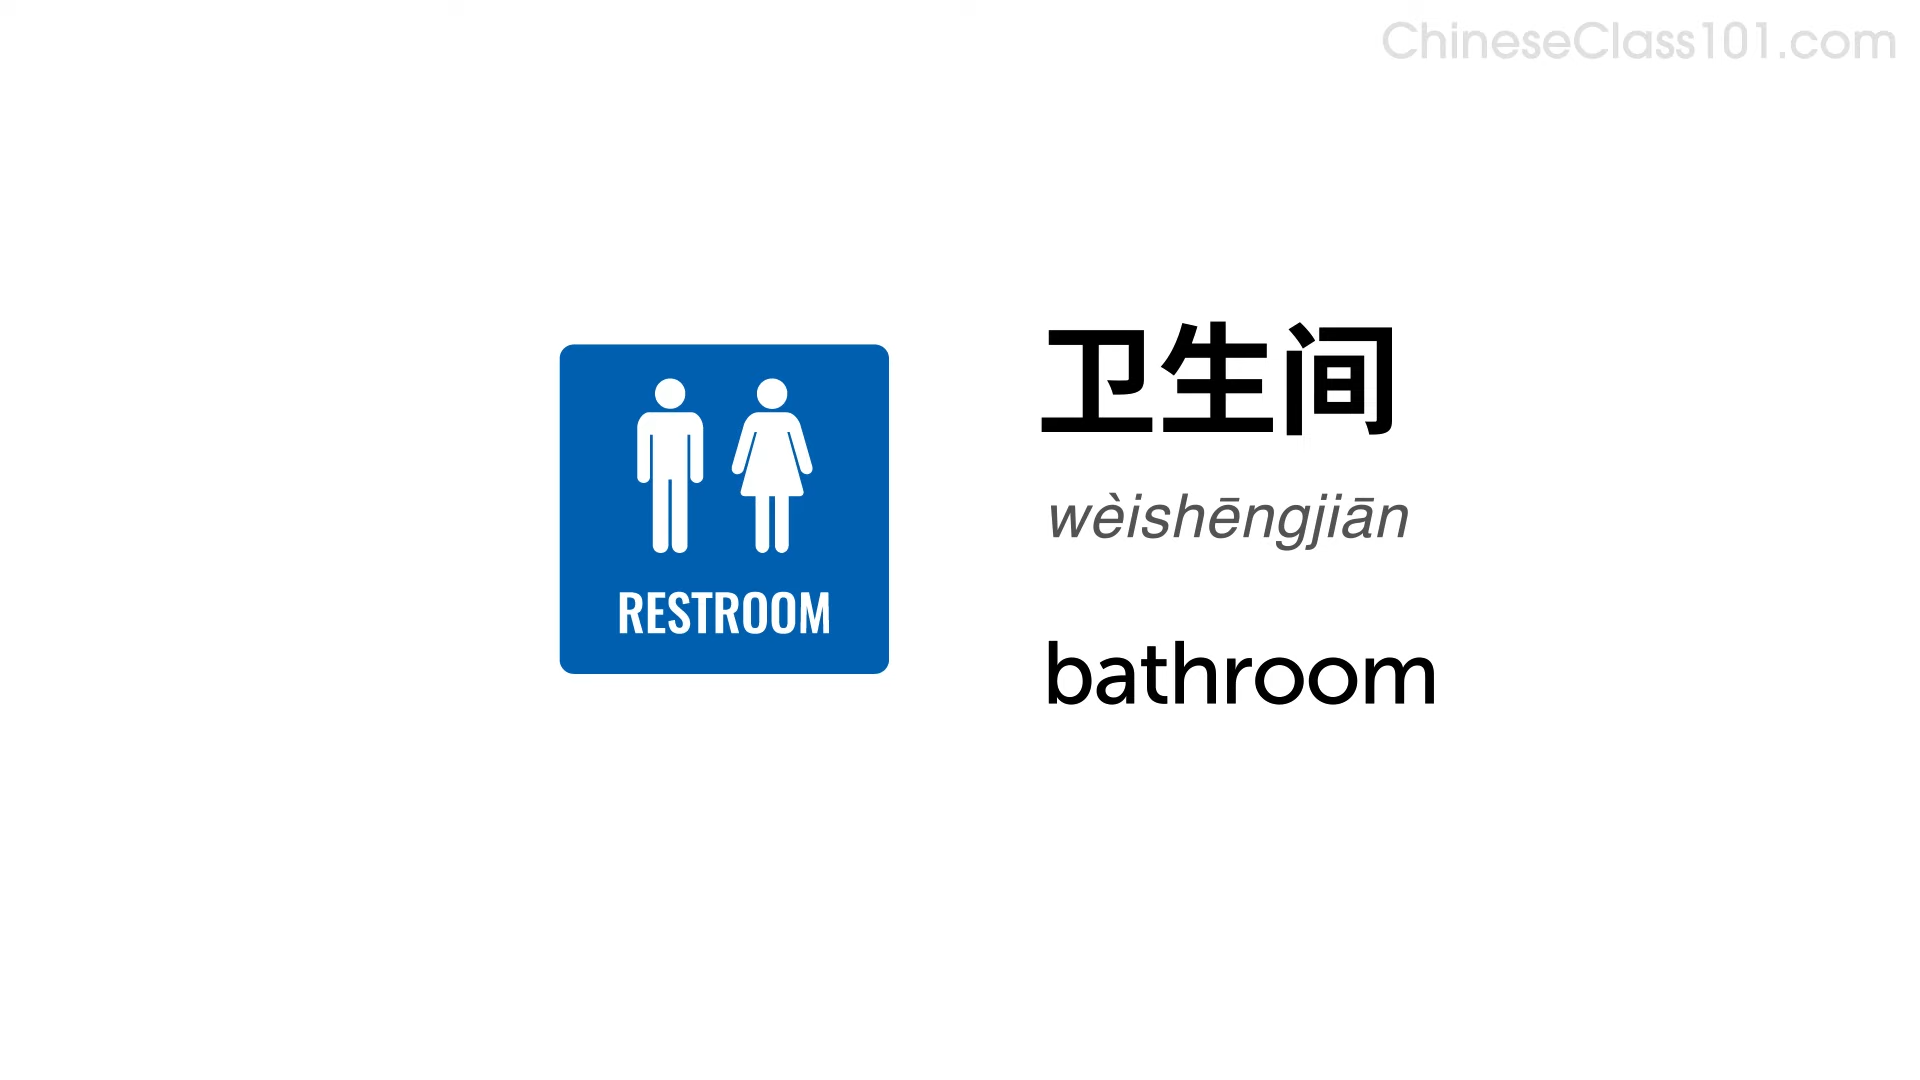 ChineseClass101.com
卫生间
wèishēngjiān
RESTROOM
bathroom